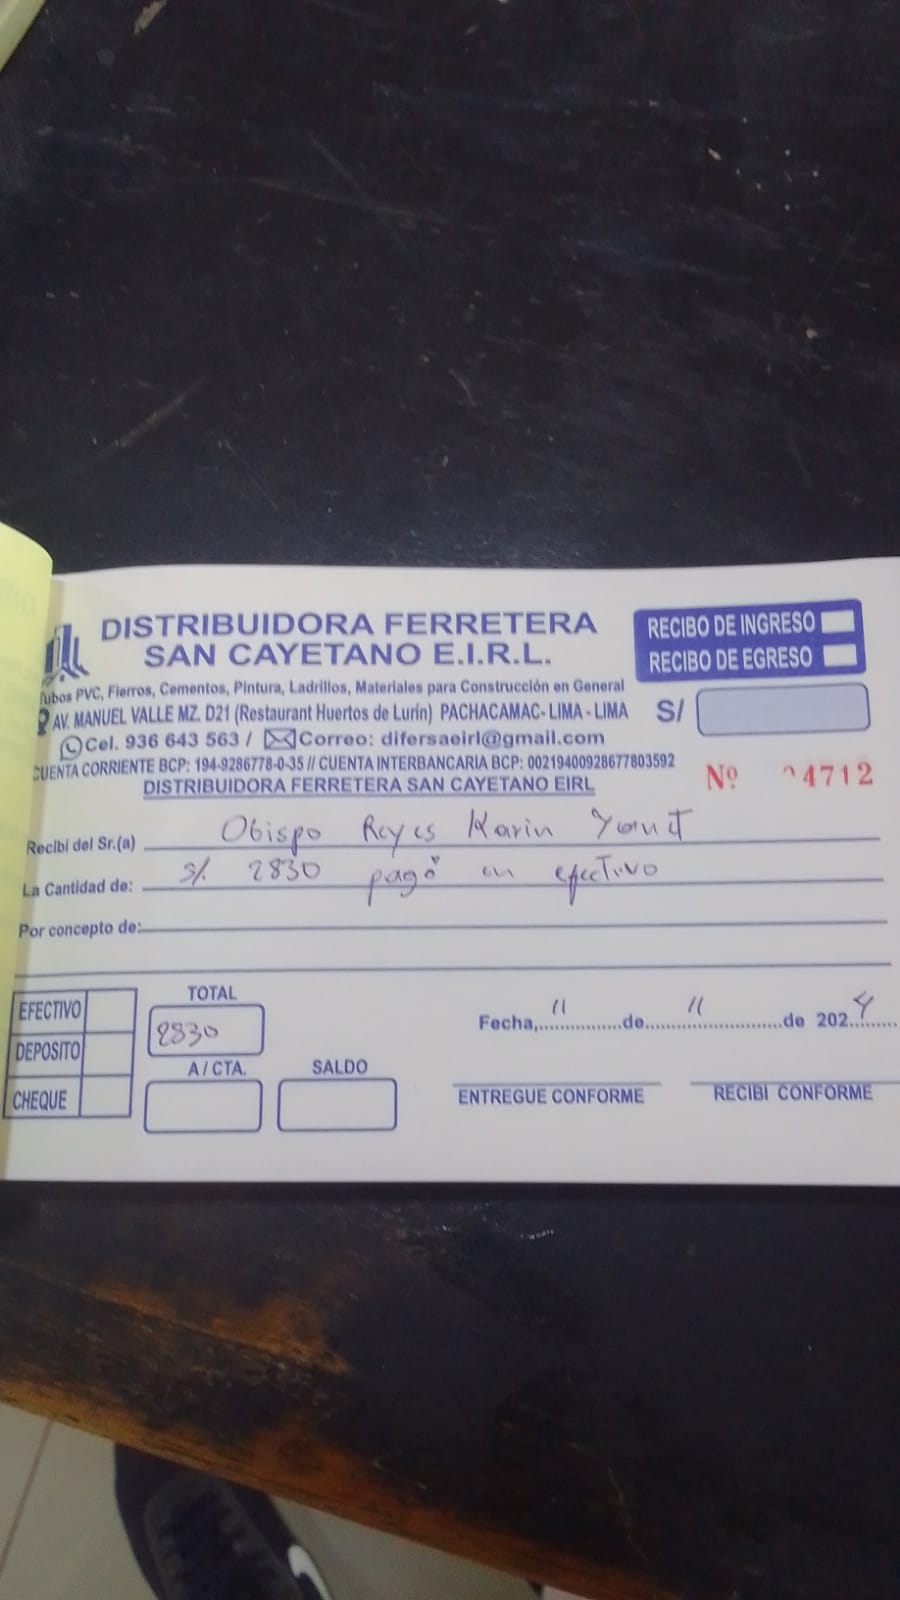 DISTRIBUIDORA FERRETERA
SAN CAYETANO E.I.R.L.
Tubos PVC, Fierros, Cementos, Pintura, Ladrillos, Materiales para Construcción en General
AV. MANUEL VALLE MZ. D21 (Restaurant Huertos de Lurín) PACHACAMAC- LIMA - LIMA
Cel. 936 643 563 / Correo: difersaeirl@gmail.com
CUENTA CORRIENTE BCP: 194-9286778-0-35 // CUENTA INTERBANCARIA BCP: 00219400928677803592
DISTRIBUIDORA FERRETERA SAN CAYETANO EIRL
RECIBO DE INGRESO
RECIBO DE EGRESO
S/
Nº 04712
Recibí del Sr.(a) Obispo Reyes Karin
La Cantidad de: S/. 2830 pagó en efectivo
Por concepto de:
EFECTIVO
DEPOSITO
CHEQUE
TOTAL
2830
A / CTA.
SALDO
Fecha, 11 de 11 de 2024
ENTREGUE CONFORME
RECIBI CONFORME